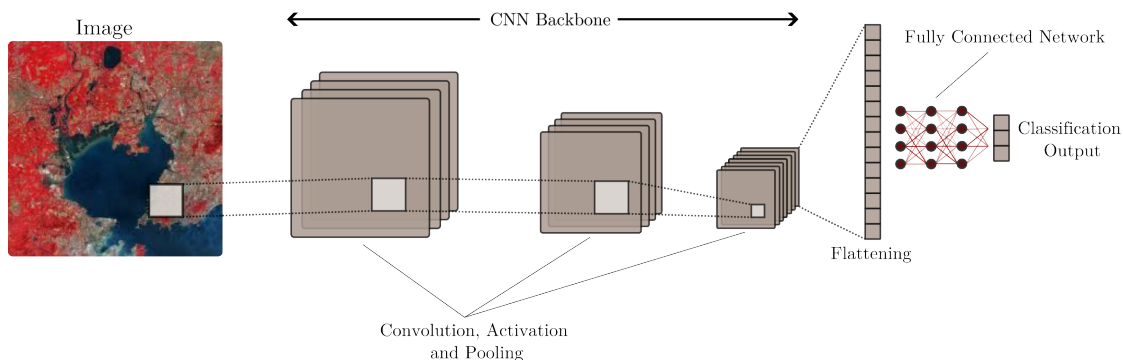 CNN Backbone
Image
Fully Connected Network
Classification
Output
Flattening
Convolution, Activation
and Pooling